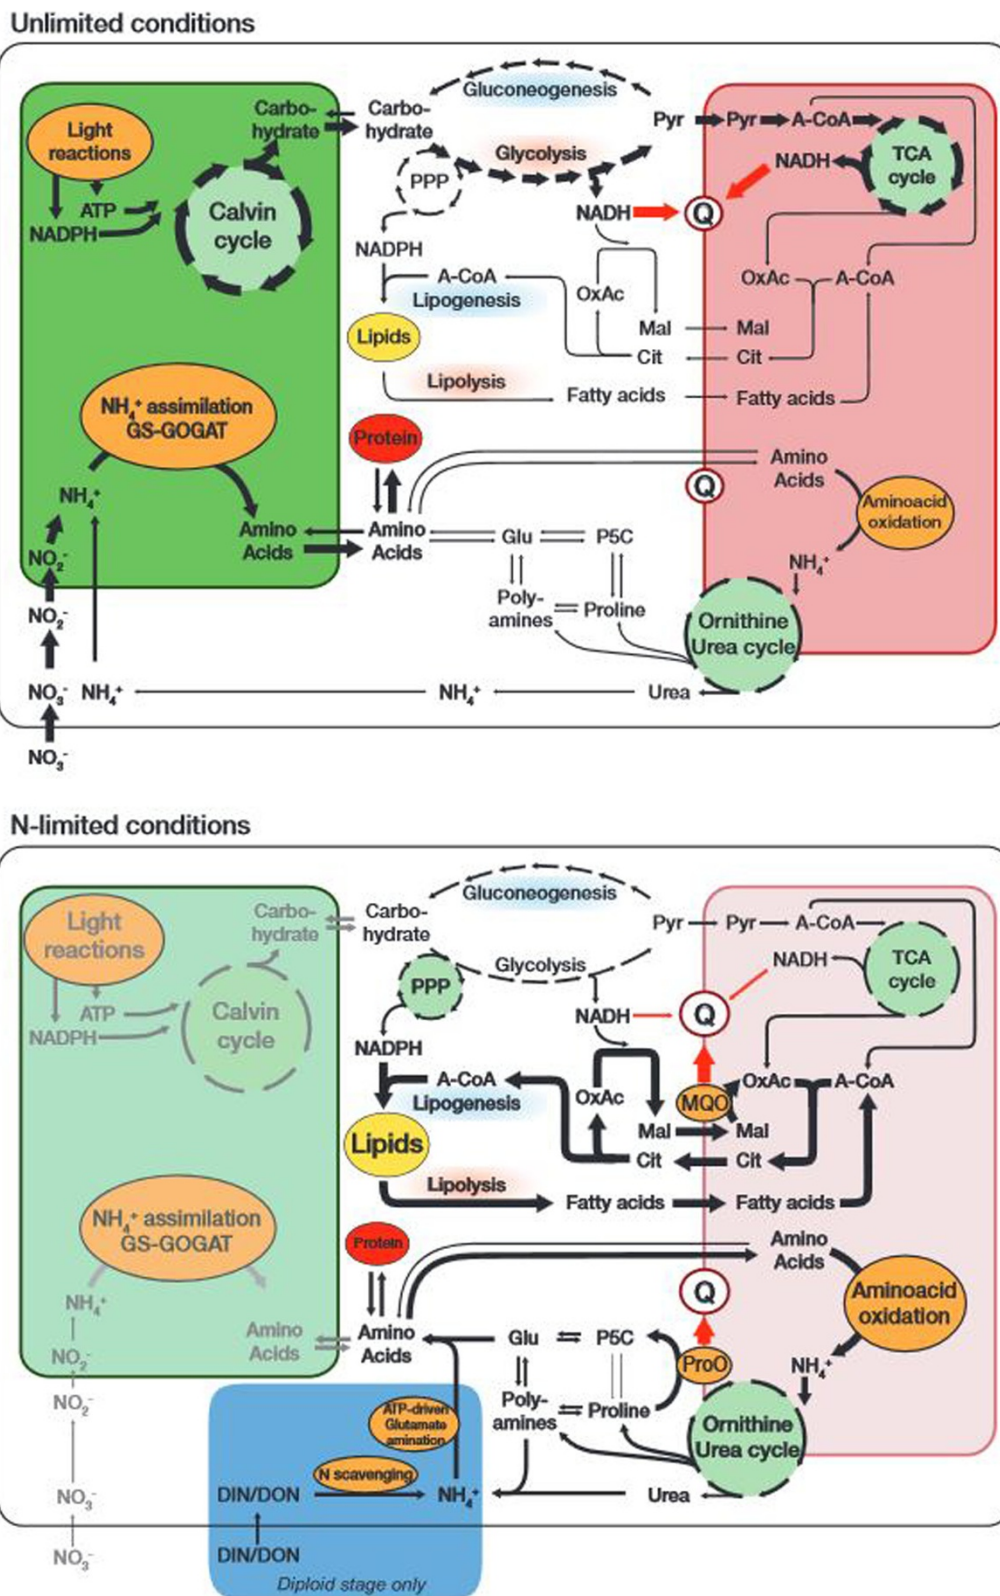 Unlimited conditions
Light
reactions
ATP
NADPH
Carbo-
hydrate
Calvin
cycle
Carbo-
hydrate
Gluconeogenesis
Glycolysis
PPP
Pyr
Pyr
A-CoA
NADH
TCA
cycle
NADH
Q
NADPH
A-CoA
Lipogenesis
OxAc
OxAc
A-CoA
Lipids
Mal
Mal
Cit
Cit
Lipolysis
Fatty acids
Fatty acids
NH₄⁺ assimilation
GS-GOGAT
Protein
NH₄⁺
Amino
Acids
Amino
Acids
Amino
Acids
Q
Aminoacid
oxidation
Glu
P5C
NH₄⁺
NO₂⁻
NO₂⁻
Poly-
amines
Proline
Ornithine
Urea cycle
NO₃⁻
NH₄⁺
NH₄⁺
Urea
NO₃⁻
N-limited conditions
Light
reactions
ATP
NADPH
Carbo-
hydrate
Calvin
cycle
Carbo-
hydrate
Gluconeogenesis
Glycolysis
PPP
Pyr
Pyr
A-CoA
NADH
TCA
cycle
NADH
Q
NADPH
A-CoA
Lipogenesis
OxAc
MQO
OxAc
A-CoA
Lipids
Mal
Mal
Cit
Cit
Lipolysis
Fatty acids
Fatty acids
NH₄⁺ assimilation
GS-GOGAT
Protein
Amino
Acids
NH₄⁺
Q
Aminoacid
oxidation
Amino
Acids
Amino
Acids
Glu
P5C
ProO
NH₄⁺
NO₂⁻
NO₂⁻
ATP-driven
Glutamate
amination
Poly-
amines
Proline
Ornithine
Urea cycle
N scavenging
NO₃⁻
DIN/DON
NH₄⁺
Urea
NO₃⁻
DIN/DON
Diploid stage only